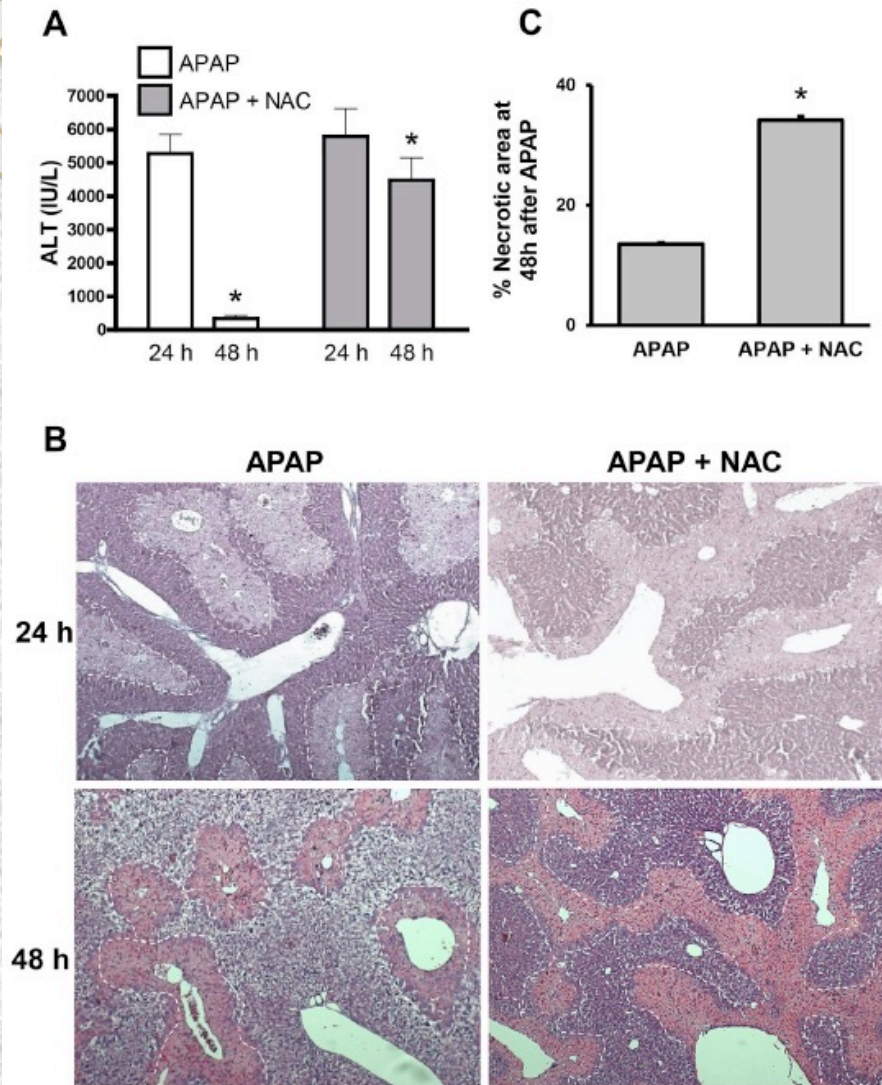 A
APAP
APAP + NAC
ALT (IU/L)
7000
6000
5000
4000
3000
2000
1000
0
*
*
24 h 48 h 24 h 48 h
C
% Necrotic area at
48h after APAP
40
20
0
*
APAP APAP + NAC
B
APAP APAP + NAC
24 h
48 h